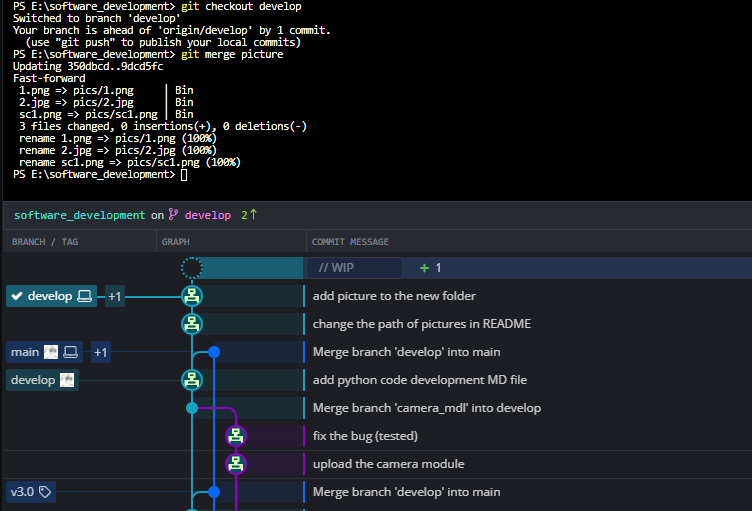 PS E:\software_development> git checkout develop
Switched to branch 'develop'
Your branch is ahead of 'origin/develop' by 1 commit.
  (use "git push" to publish your local commits)
PS E:\software_development> git merge picture
Updating 350dbcd..9dcd5fc
Fast-forward
 1.png => pics/1.png     | Bin
 2.jpg => pics/2.jpg     | Bin
 sc1.png => pics/sc1.png | Bin
 3 files changed, 0 insertions(+), 0 deletions(-)
 rename 1.png => pics/1.png (100%)
 rename 2.jpg => pics/2.jpg (100%)
 rename sc1.png => pics/sc1.png (100%)
PS E:\software_development>
software_development on develop 2↑
BRANCH / TAG GRAPH COMMIT MESSAGE
// WIP + 1
✔ develop +1 add picture to the new folder
change the path of pictures in README
main +1 Merge branch 'develop' into main
develop add python code development MD file
Merge branch 'camera_mdl' into develop
fix the bug (tested)
upload the camera module
v3.0 Merge branch 'develop' into main